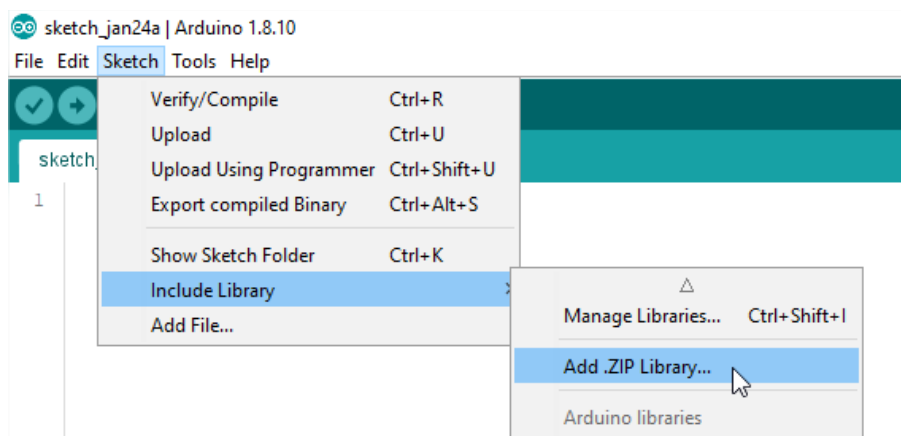 sketch_jan24a | Arduino 1.8.10
File Edit Sketch Tools Help
Verify/Compile Ctrl+R
Upload Ctrl+U
sketch_
Upload Using Programmer Ctrl+Shift+U
1
Export compiled Binary Ctrl+Alt+S
Show Sketch Folder Ctrl+K
Include Library
Add File...
Manage Libraries... Ctrl+Shift+I
Add .ZIP Library...
Arduino libraries